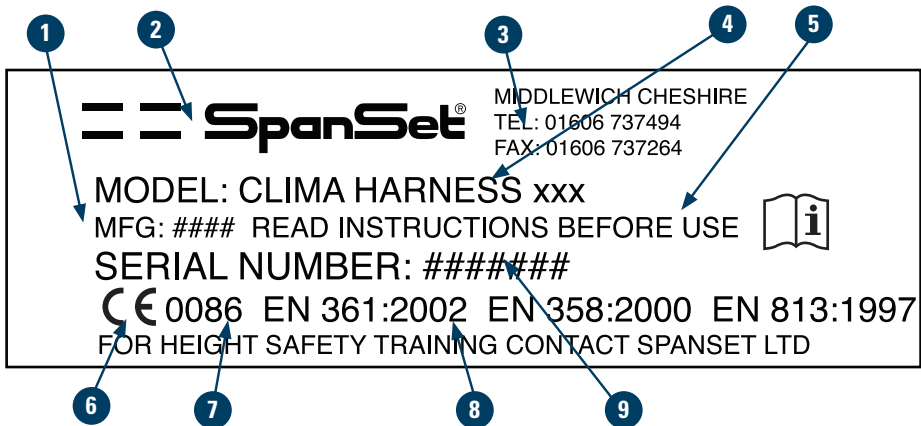 1 2 3 4 5
SpanSet®
MIDDLEWICH CHESHIRE
TEL: 01606 737494
FAX: 01606 737264
MODEL: CLIMA HARNESS xxx
MFG: #### READ INSTRUCTIONS BEFORE USE
i
SERIAL NUMBER: #######
CE 0086 EN 361:2002 EN 358:2000 EN 813:1997
FOR HEIGHT SAFETY TRAINING CONTACT SPANSET LTD
6 7 8 9